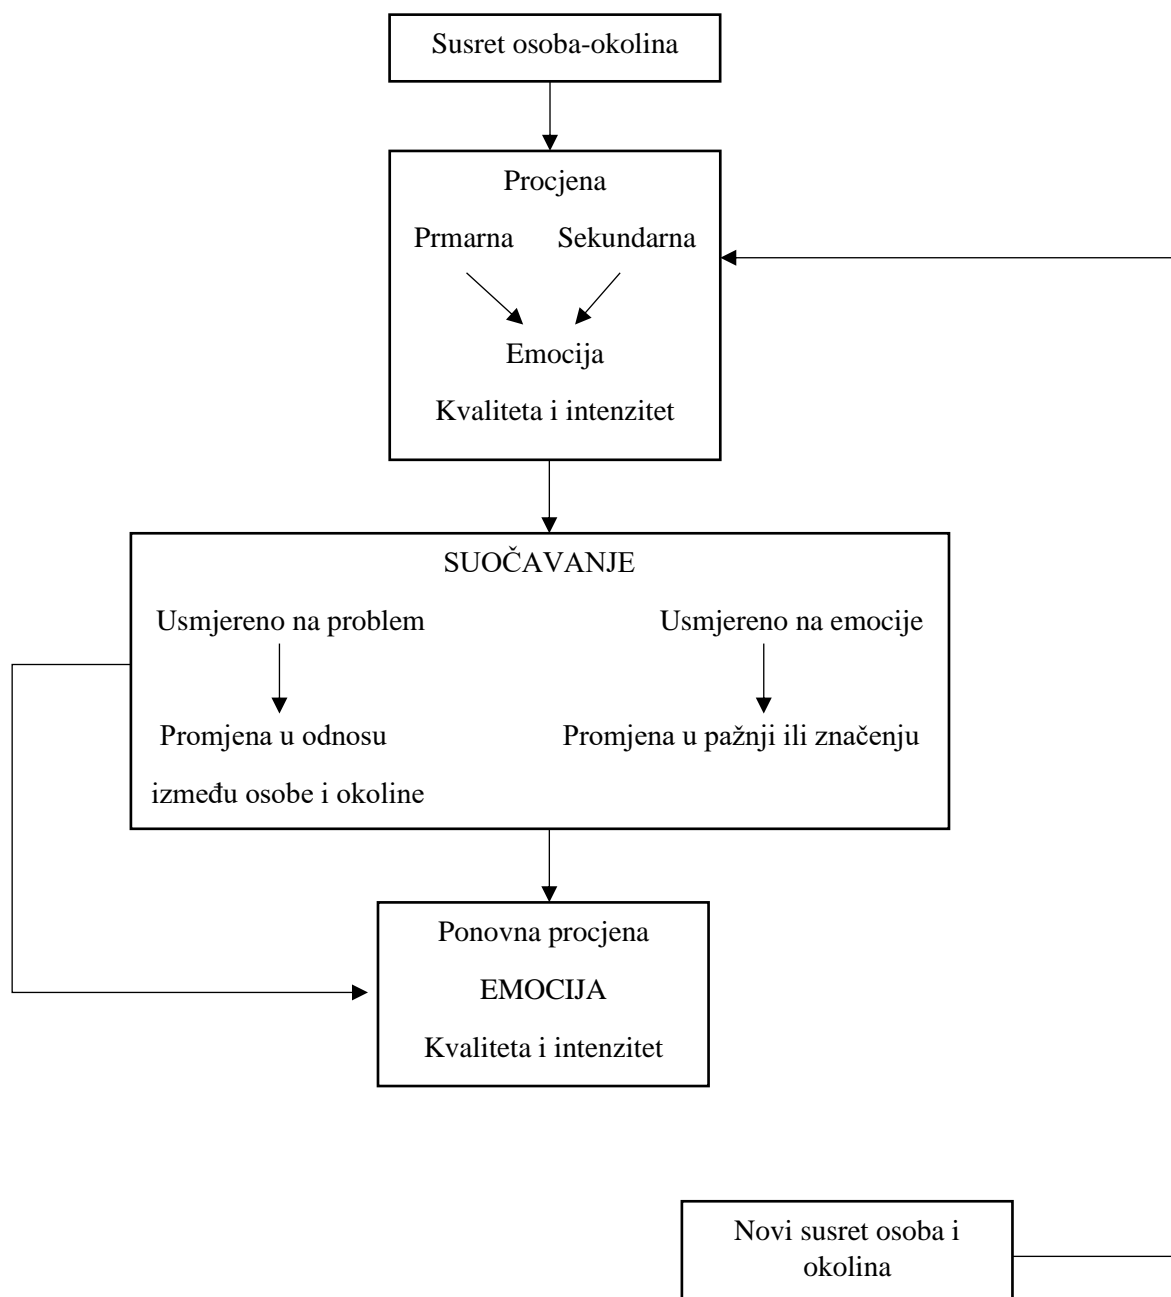 Susret osoba-okolina
Procjena
Prmarna Sekundarna
Emocija
Kvaliteta i intenzitet
SUOČAVANJE
Usmjereno na problem Usmjereno na emocije
Promjena u odnosu Promjena u pažnji ili značenju
između osobe i okoline
Ponovna procjena
EMOCIJA
Kvaliteta i intenzitet
Novi susret osoba i
okolina